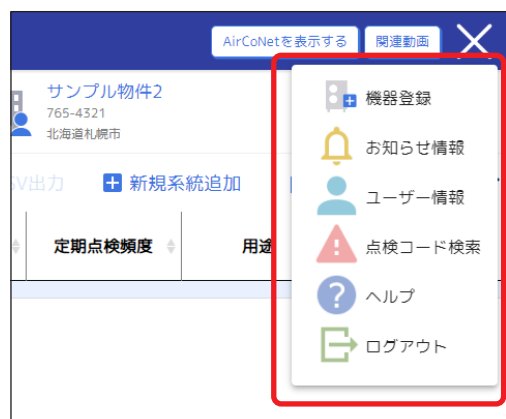 AirCoNetを表示する 関連動画
サンプル物件2
765-4321
北海道札幌市
SV出力 新規系統追加
定期点検頻度 用途
機器登録
お知らせ情報
ユーザー情報
点検コード検索
ヘルプ
ログアウト